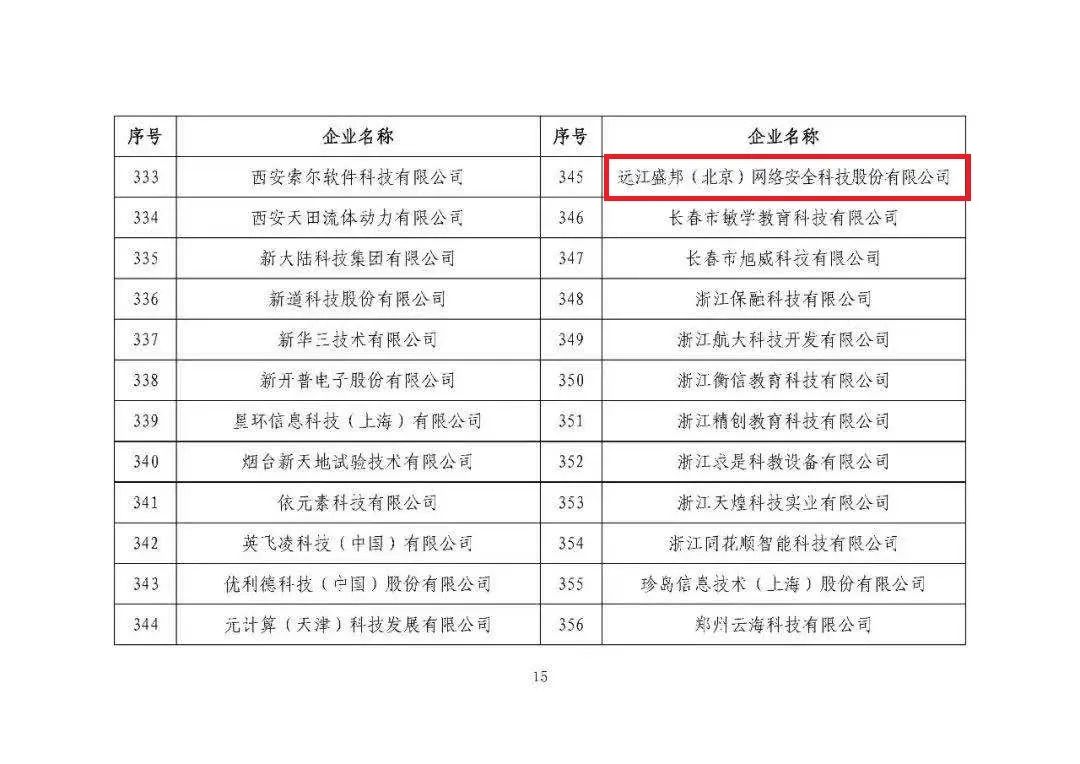 序号 企业名称 序号 企业名称
333 西安索尔软件科技有限公司 345 远江盛邦（北京）网络安全科技股份有限公司
334 西安天田流体动力有限公司 346 长春市敏学教育科技有限公司
335 新大陆科技集团有限公司 347 长春市旭威科技有限公司
336 新道科技股份有限公司 348 浙江保融科技有限公司
337 新华三技术有限公司 349 浙江航大科技开发有限公司
338 新开普电子股份有限公司 350 浙江衡信教育科技有限公司
339 星环信息科技（上海）有限公司 351 浙江精创教育科技有限公司
340 烟台新天地试验技术有限公司 352 浙江求是科教设备有限公司
341 依元素科技有限公司 353 浙江天煌科技实业有限公司
342 英飞凌科技（中国）有限公司 354 浙江同花顺智能科技有限公司
343 优利德科技（中国）股份有限公司 355 珍岛信息技术（上海）股份有限公司
344 元计算（天津）科技发展有限公司 356 郑州云海科技有限公司
15